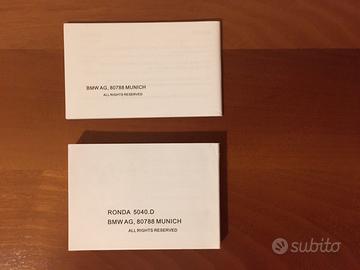 BMW AG, 80788 MUNICH
ALL RIGHTS RESERVED
RONDA 5040.D
BMW AG, 80788 MUNICH
ALL RIGHTS RESERVED
subito